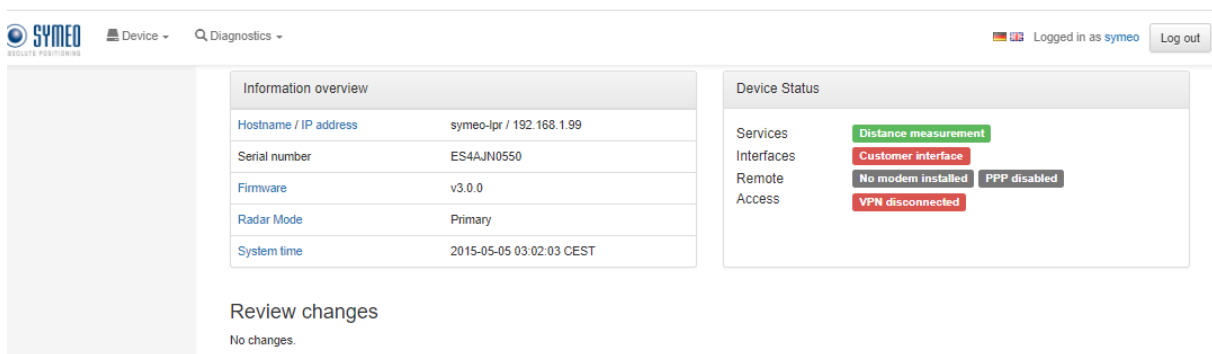 SYMEO
ABSOLUTE POSITIONING
Device
Diagnostics
Logged in as symeo
Log out
Information overview
Hostname / IP address symeo-lpr / 192.168.1.99
Serial number ES4AJN0550
Firmware v3.0.0
Radar Mode Primary
System time 2015-05-05 03:02:03 CEST
Device Status
Services Distance measurement
Interfaces Customer interface
Remote No modem installed PPP disabled
Access VPN disconnected
Review changes
No changes.